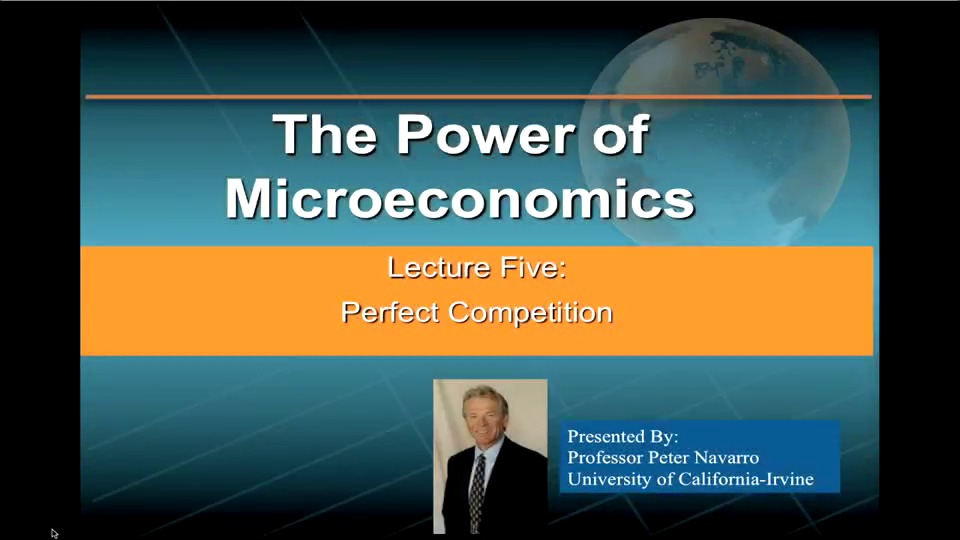 The Power of
Microeconomics
Lecture Five:
Perfect Competition
Presented By:
Professor Peter Navarro
University of California-Irvine